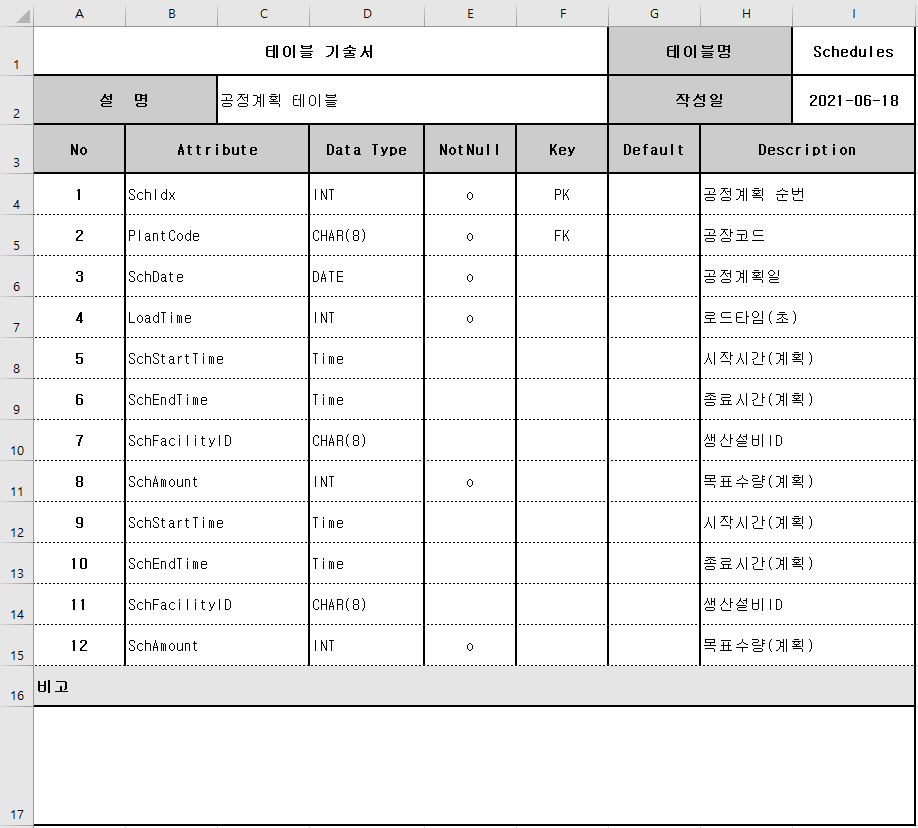 A B C D E F G H I
1 테이블 기술서 테이블명 Schedules
2 설 명 공정계획 테이블 작성일 2021-06-18
3 No Attribute Data Type NotNull Key Default Description
4 1 SchIdx INT o PK 공정계획 순번
5 2 PlantCode CHAR(8) o FK 공장코드
6 3 SchDate DATE o 공정계획일
7 4 LoadTime INT o 로드타임(초)
8 5 SchStartTime Time 시작시간(계획)
9 6 SchEndTime Time 종료시간(계획)
10 7 SchFacilityID CHAR(8) 생산설비ID
11 8 SchAmount INT o 목표수량(계획)
12 9 SchStartTime Time 시작시간(계획)
13 10 SchEndTime Time 종료시간(계획)
14 11 SchFacilityID CHAR(8) 생산설비ID
15 12 SchAmount INT o 목표수량(계획)
16 비고
17